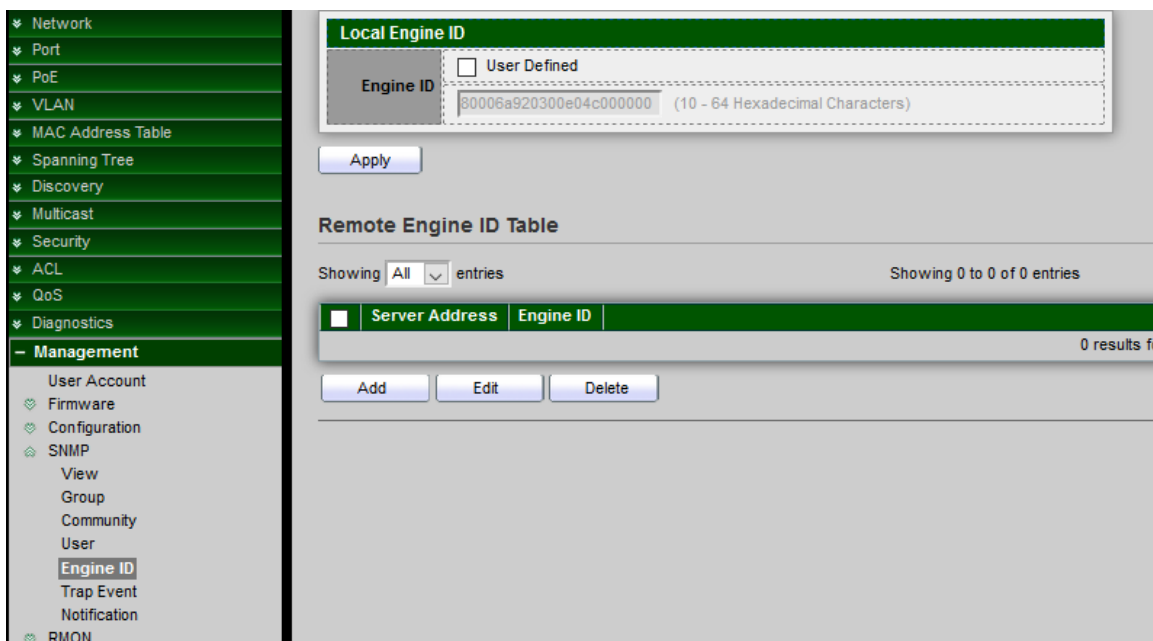 Network
Port
PoE
VLAN
MAC Address Table
Spanning Tree
Discovery
Multicast
Security
ACL
QoS
Diagnostics
Management
User Account
Firmware
Configuration
SNMP
View
Group
Community
User
Engine ID
Trap Event
Notification
RMON
Local Engine ID
Engine ID
User Defined
80006a920300e04c000000 (10 - 64 Hexadecimal Characters)
Apply
Remote Engine ID Table
Showing All entries Showing 0 to 0 of 0 entries
Server Address Engine ID
0 results
Add Edit Delete